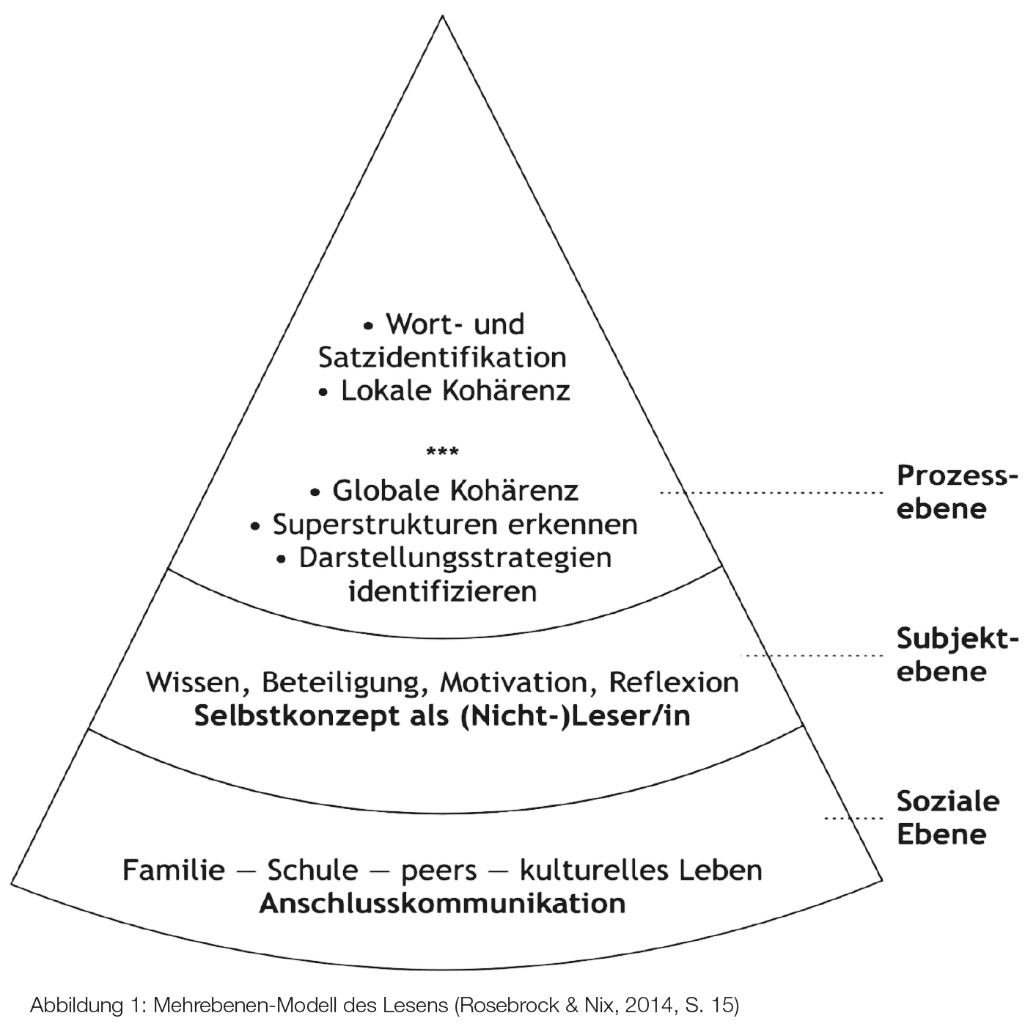 • Wort- und
Satzidentifikation
• Lokale Kohärenz
***
• Globale Kohärenz
• Superstrukturen erkennen
• Darstellungsstrategien
identifizieren
Prozess-
ebene
Wissen, Beteiligung, Motivation, Reflexion
Selbstkonzept als (Nicht-)Leser/in
Subjekt-
ebene
Familie – Schule – peers – kulturelles Leben
Anschlusskommunikation
Soziale
Ebene
Abbildung 1: Mehrebenen-Modell des Lesens (Rosebrock & Nix, 2014, S. 15)